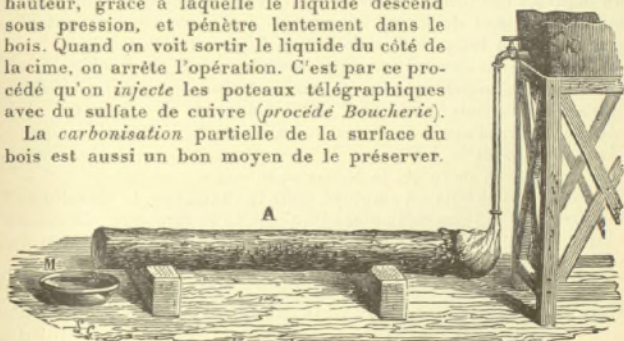 hauteur, grâce à laquelle le liquide descend
sous pression, et pénètre lentement dans le
bois. Quand on voit sortir le liquide du côté de
la cime, on arrête l'opération. C'est par ce pro-
cédé qu'on injecte les poteaux télégraphiques
avec du sulfate de cuivre (procédé Boucherie).
La carbonisation partielle de la surface du
bois est aussi un bon moyen de le préserver.
R
A
M